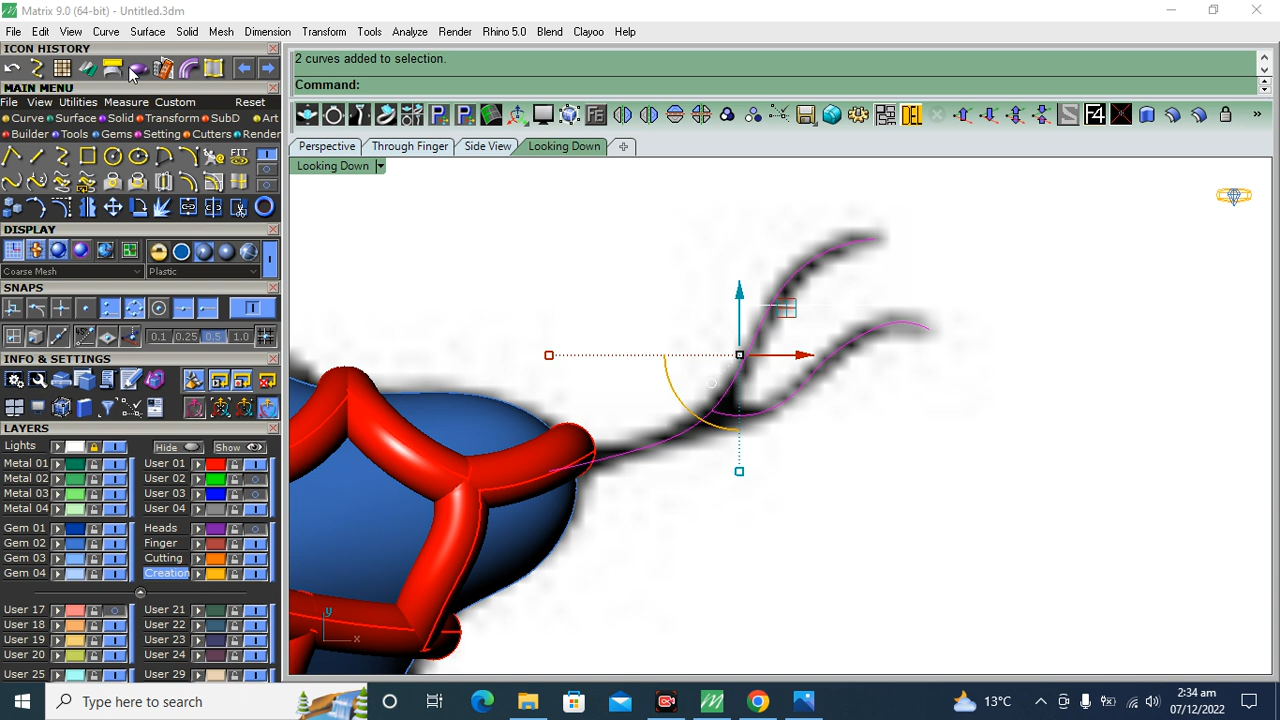 Matrix 9.0 (64-bit) - Untitled.3dm
File Edit View Curve Surface Solid Mesh Dimension Transform Tools Analyze Render Rhino 5.0 Blend Clayoo Help
ICON HISTORY
2 curves added to selection.
Command:
MAIN MENU
File View Utilities Measure Custom Reset
Curve Surface Solid Transform SubD Art
Builder Tools Gems Setting Cutters Render
FIT
P P FE DEL S F4 »
Perspective Through Finger Side View Looking Down
Looking Down
DISPLAY
Coarse Mesh Plastic
SNAPS
0.1 0.25 0.5 1.0
INFO & SETTINGS
LAYERS
Lights Hide Show
Metal 01 User 01
Metal 02 User 02
Metal 03 User 03
Metal 04 User 04
Gem 01 Heads
Gem 02 Finger
Gem 03 Cutting
Gem 04 Creation
User 17 User 21
User 18 User 22
User 19 User 23
User 20 User 24
User 25 User 29
y
x
Type here to search
13°C
2:34 am
07/12/2022